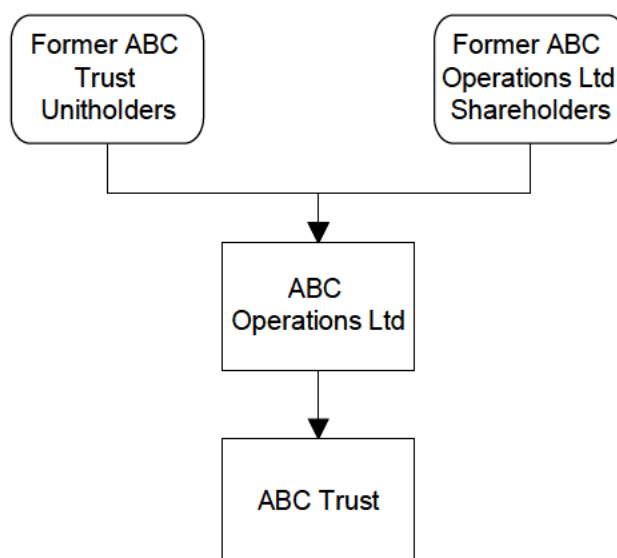 Former ABC
Trust
Unitholders
Former ABC
Operations Ltd
Shareholders
ABC
Operations Ltd
ABC Trust